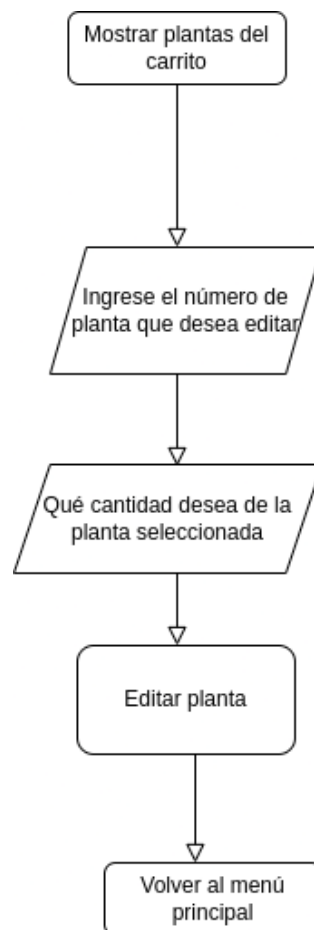 Mostrar plantas del
carrito
Ingrese el número de
planta que desea editar
Qué cantidad desea de la
planta seleccionada
Editar planta
Volver al menú
principal